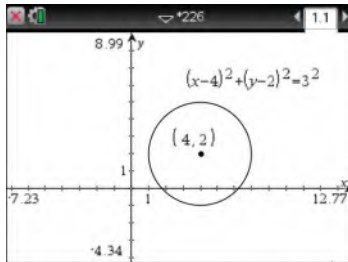 *226
1.1
8.99 y
(x-4)²+(y-2)²=3²
(4,2)
1
x
-7.23 1 12.77
-4.34